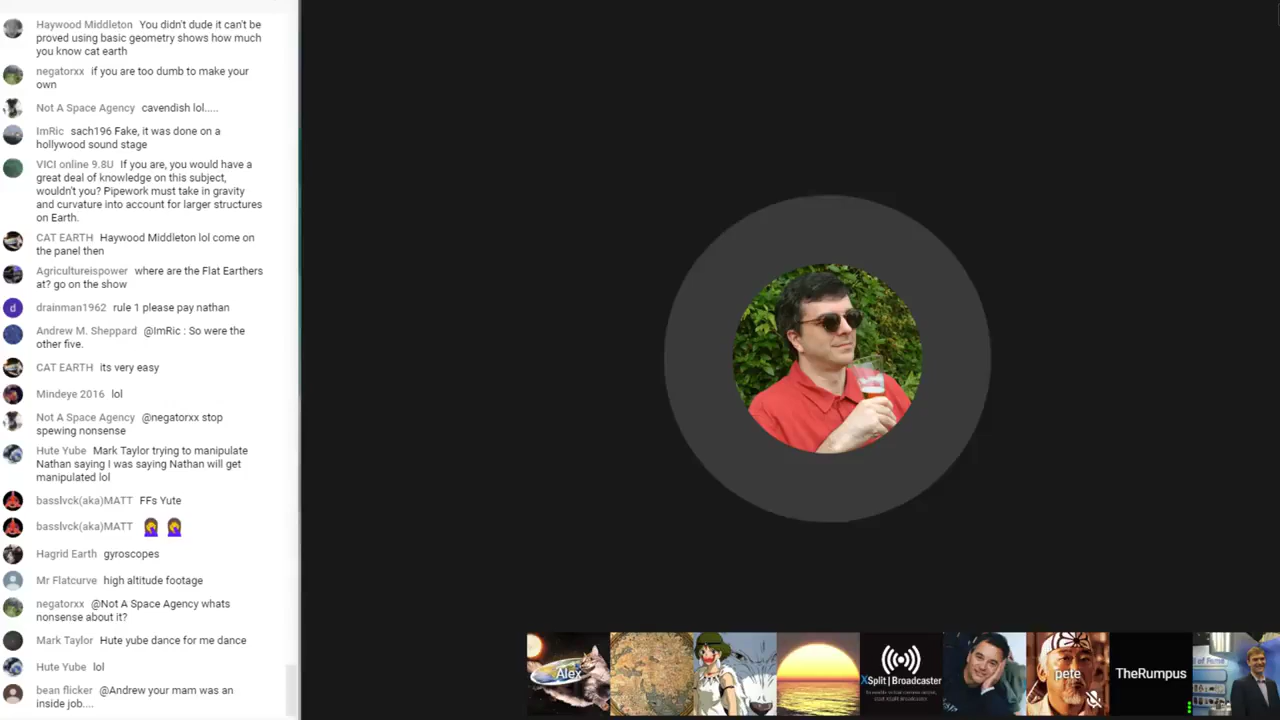 Haywood Middleton You didn't dude it can't be
proved using basic geometry shows how much
you know cat earth
negatorxx if you are too dumb to make your
own
Not A Space Agency cavendish lol.....
ImRic sach196 Fake, it was done on a
hollywood sound stage
VICI online 9.8U If you are, you would have a
great deal of knowledge on this subject,
wouldn't you? Pipework must take in gravity
and curvature into account for larger structures
on Earth.
CAT EARTH Haywood Middleton lol come on
the panel then
Agricultureispower where are the Flat Earthers
at? go on the show
d drainman1962 rule 1 please pay nathan
Andrew M. Sheppard @ImRic : So were the
other five.
CAT EARTH its very easy
Mindeye 2016 lol
Not A Space Agency @negatorxx stop
spewing nonsense
Hute Yube Mark Taylor trying to manipulate
Nathan saying I was saying Nathan will get
manipulated lol
basslvck(aka)MATT FFs Yute
basslvck(aka)MATT
Hagrid Earth gyroscopes
Mr Flatcurve high altitude footage
negatorxx @Not A Space Agency whats
nonsense about it?
Mark Taylor Hute yube dance for me dance
Hute Yube lol
bean flicker @Andrew your mam was an
inside job....
Alex
XSplit|Broadcaster
pete
TheRumpus